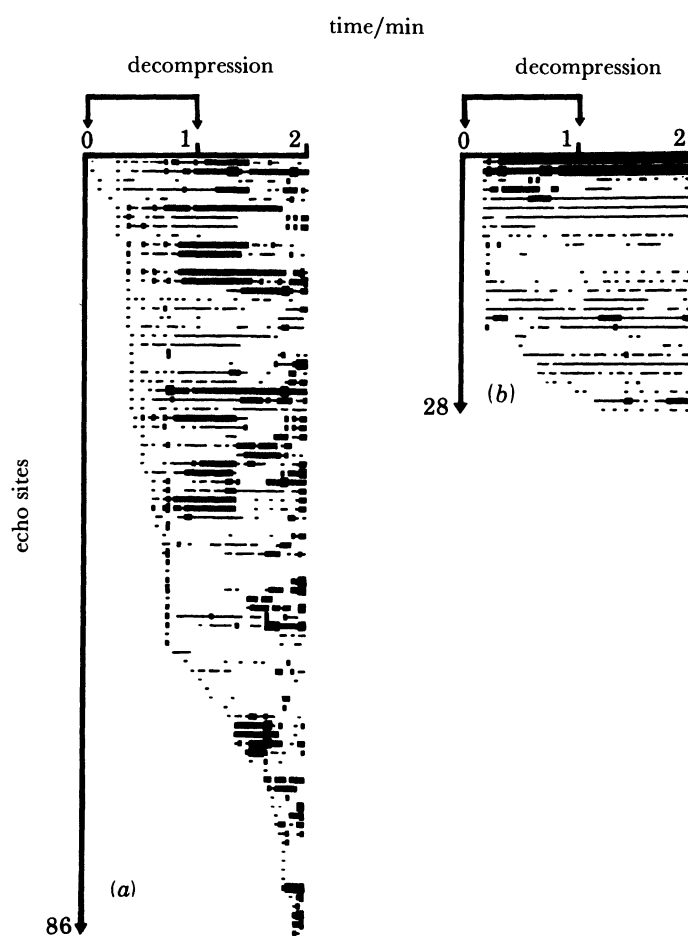 time/min
decompression
decompression
0 1 2
0 1 2
echo sites
28
(b)
(a)
86